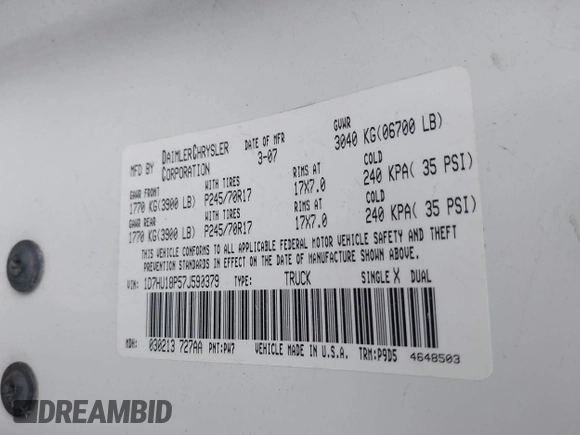 MFD BY DAIMLERCHRYSLER CORPORATION DATE OF MFR 3-07 GVWR 3040 KG(06700 LB)
GAWR FRONT WITH TIRES RIMS AT COLD
1770 KG(3900 LB) P245/70R17 17X7.0 240 KPA( 35 PSI)
GAWR REAR WITH TIRES RIMS AT COLD
1770 KG(3900 LB) P245/70R17 17X7.0 240 KPA( 35 PSI)
THIS VEHICLE CONFORMS TO ALL APPLICABLE FEDERAL MOTOR VEHICLE SAFETY AND THEFT
PREVENTION STANDARDS IN EFFECT ON THE DATE OF MANUFACTURE SHOWN ABOVE.
VIN: 1D7HU18P57J590379 TYPE: TRUCK SINGLE X DUAL
MDH: 030213 727AA PNT:PW7 VEHICLE MADE IN U.S.A. TRM:P9D5 4648503
DREAMBID